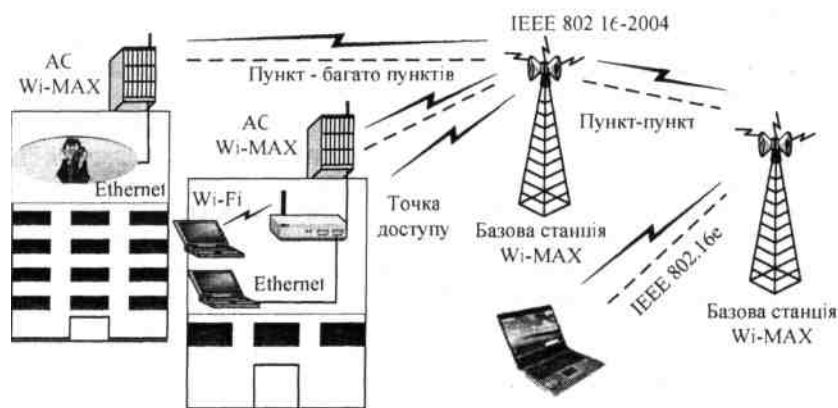 IEEE 802 16-2004
АС
Wi-MAX
Пункт - багато пунктів
АС
Wi-MAX
Пункт-пункт
Ethernet
Wi-Fi
Точка
доступу
Базова станція
Wi-MAX
Ethernet
IEEE 802.16e
Базова станція
Wi-MAX